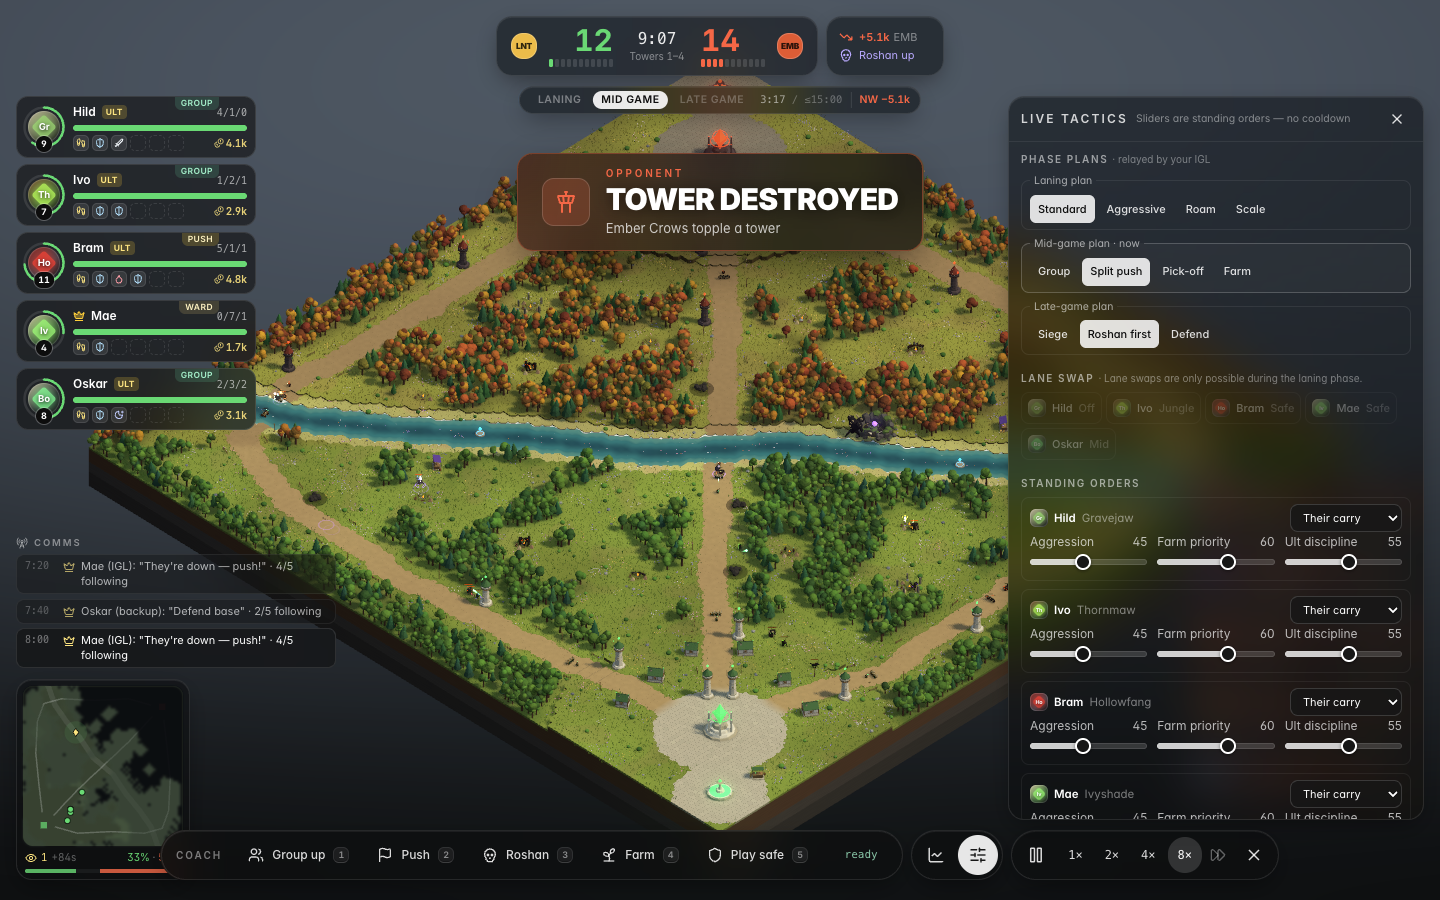 LNT
12
9:07
Towers 1–4
14
EMB
+5.1k EMB
Roshan up
LANING
MID GAME
LATE GAME
3:17 / ≤15:00
NW −5.1k
OPPONENT
TOWER DESTROYED
Ember Crows topple a tower
GROUP
Hild ULT 4/1/0
Gr
9
4.1k
GROUP
Ivo ULT 1/2/1
Th
7
2.9k
PUSH
Bram ULT 5/1/1
Ho
11
4.8k
WARD
Mae 0/7/1
Iv
4
1.7k
GROUP
Oskar ULT 2/3/2
Bo
8
3.1k
COMMS
7:20 Mae (IGL): "They're down — push!" · 4/5
following
7:40 Oskar (backup): "Defend base" · 2/5 following
8:00 Mae (IGL): "They're down — push!" · 4/5
following
1 +84s 33% ·
LIVE TACTICS Sliders are standing orders — no cooldown
PHASE PLANS · relayed by your IGL
Laning plan
Standard Aggressive Roam Scale
Mid-game plan · now
Group Split push Pick-off Farm
Late-game plan
Siege Roshan first Defend
LANE SWAP · Lane swaps are only possible during the laning phase.
Hild Off Ivo Jungle Bram Safe Mae Safe
Oskar Mid
STANDING ORDERS
Hild Gravejaw Their carry
Aggression 45 Farm priority 60 Ult discipline 55
Ivo Thornmaw Their carry
Aggression 45 Farm priority 60 Ult discipline 55
Bram Hollowfang Their carry
Aggression 45 Farm priority 60 Ult discipline 55
Mae Ivyshade Their carry
Aggression 45 Farm priority 60 Ult discipline 55
COACH
Group up 1
Push 2
Roshan 3
Farm 4
Play safe 5
ready
1×
2×
4×
8×